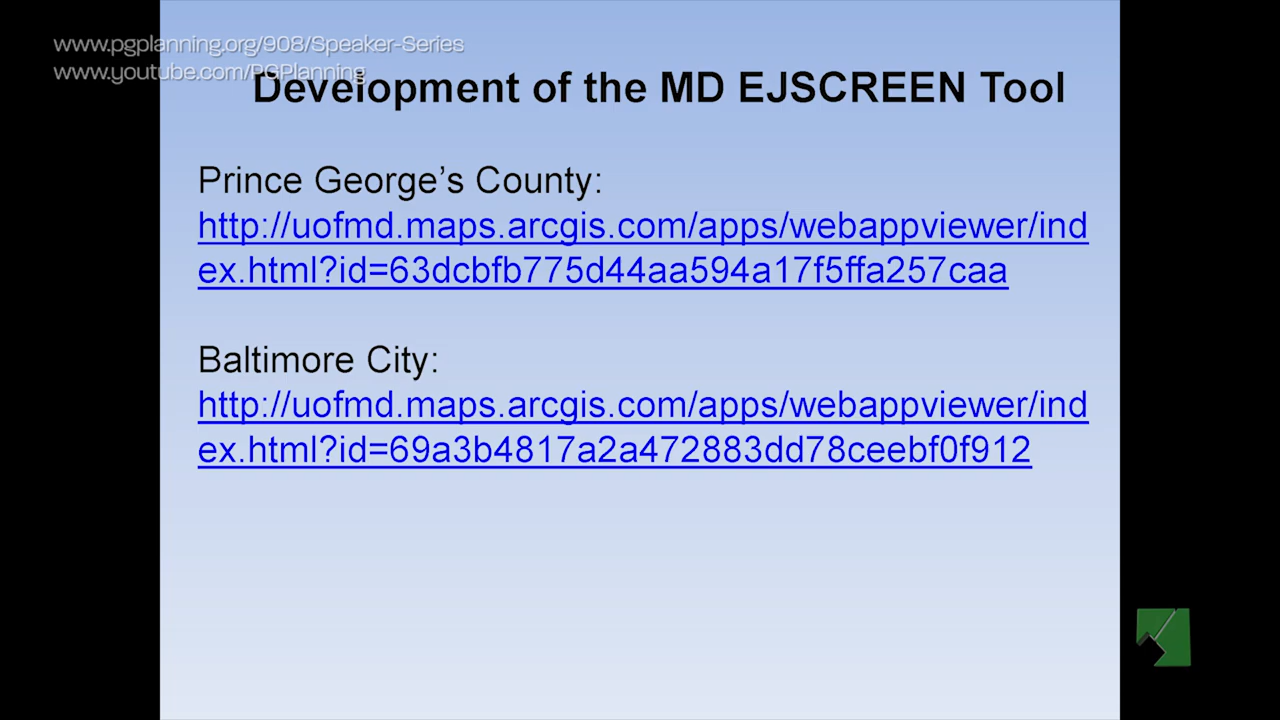 www.pgplanning.org/908/Speaker-Series
www.youtube.com/PGPlanning
Development of the MD EJSCREEN Tool
Prince George’s County:
http://uofmd.maps.arcgis.com/apps/webappviewer/ind
ex.html?id=63dcbfb775d44aa594a17f5ffa257caa
Baltimore City:
http://uofmd.maps.arcgis.com/apps/webappviewer/ind
ex.html?id=69a3b4817a2a472883dd78ceebf0f912